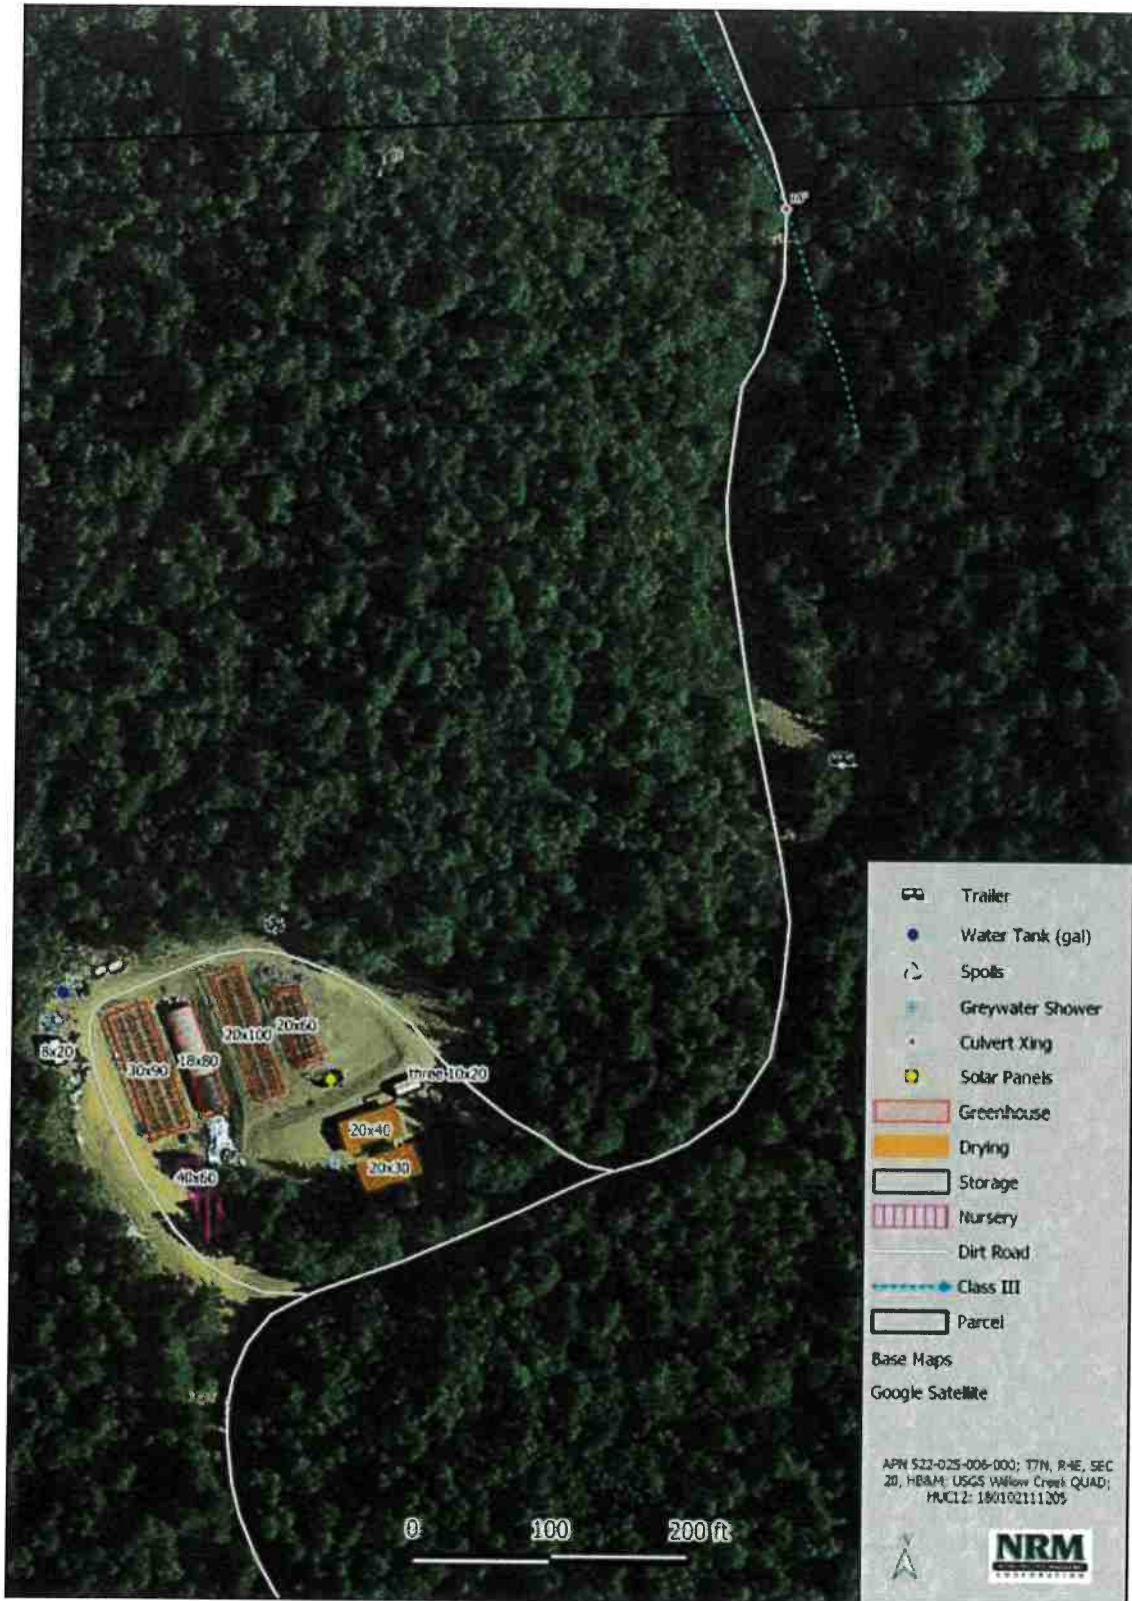 18"
8x20
30x90
18x80
20x100
20x60
three 10x20
20x40
20x30
40x60
Trailer
Water Tank (gal)
Spoils
Greywater Shower
Culvert Xing
Solar Panels
Greenhouse
Drying
Storage
Nursery
Dirt Road
Class III
Parcel
Base Maps
Google Satellite
APN 522-025-006-000; T7N, R4E, SEC
20, HB&M; USGS Willow Creek QUAD;
HUC12: 180102111205
0 100 200 ft
NRM
CORPORATION